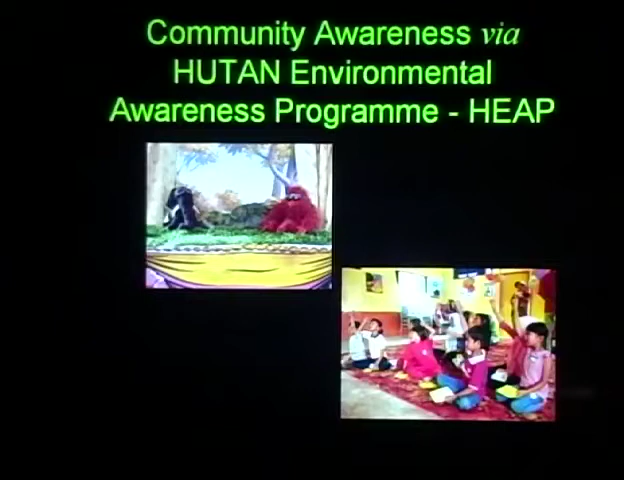 Community Awareness via
HUTAN Environmental
Awareness Programme - HEAP